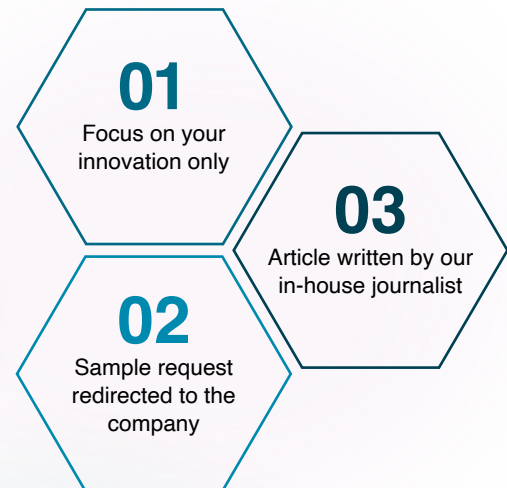 01
Focus on your
innovation only
02
Sample request
redirected to the
company
03
Article written by our
in-house journalist